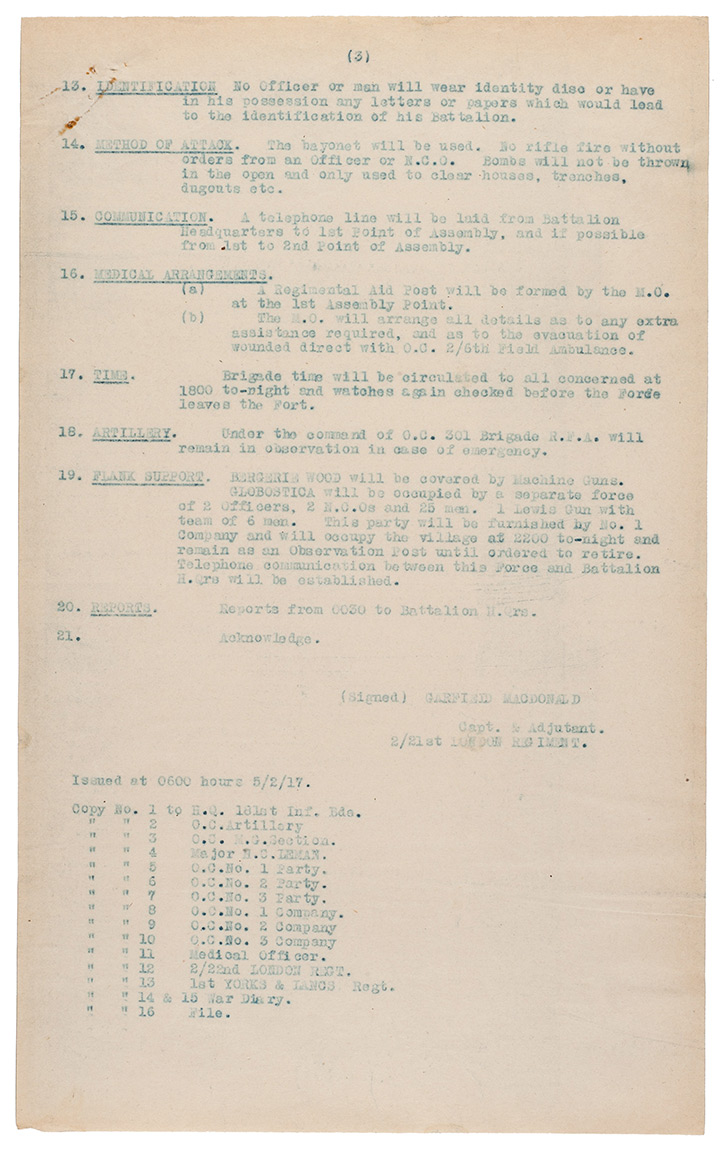 (3)
13. IDENTIFICATION No Officer or man will wear identity disc or have
in his possession any letters or papers which would lead
to the identification of his Battalion.
14. METHOD OF ATTACK. The bayonet will be used. No rifle fire without
orders from an Officer or N.C.O. Bombs will not be thrown
in the open and only used to clear houses, trenches,
dugouts etc.
15. COMMUNICATION. A telephone line will be laid from Battalion
Headquarters to 1st Point of Assembly, and if possible
from 1st to 2nd Point of Assembly.
16. MEDICAL ARRANGEMENTS.
(a) A Regimental Aid Post will be formed by the M.O.
at the 1st Assembly Point.
(b) The M.O. will arrange all details as to any extra
assistance required, and as to the evacuation of
wounded direct with O.C. 2/6th Field Ambulance.
17. TIME. Brigade time will be circulated to all concerned at
1800 to-night and watches again checked before the Force
leaves the Fort.
18. ARTILLERY. Under the command of O.C. 301 Brigade R.F.A. will
remain in observation in case of emergency.
19. FLANK SUPPORT. BERGERIE WOOD will be covered by Machine Guns.
GLOBOSTICA will be occupied by a separate force
of 2 Officers, 2 N.C.Os and 25 men. 1 Lewis Gun with
team of 6 men. This party will be furnished by No. 1
Company and will occupy the village at 2200 to-night and
remain as an Observation Post until ordered to retire.
Telephone communication between this Force and Battalion
H.Qrs will be established.
20. REPORTS. Reports from 0030 to Battalion H.Qrs.
21. Acknowledge.
(Signed) GARFIELD MACDONALD
Capt. & Adjutant.
2/21st LONDON REGIMENT.
Issued at 0600 hours 5/2/17.
Copy No. 1 to H.Q. 181st Inf. Bde.
" " 2 O.C.Artillery
" " 3 O.C. M.G.Section.
" " 4 Major H.C.LEMAN.
" " 5 O.C.No. 1 Party.
" " 6 O.C.No. 2 Party.
" " 7 O.C.No. 3 Party.
" " 8 O.C.No. 1 Company.
" " 9 O.C.No. 2 Company
" " 10 O.C.No. 3 Company
" " 11 Medical Officer.
" " 12 2/22nd LONDON REGT.
" " 13 1st YORKS & LANCS Regt.
" " 14 & 15 War Diary.
" " 16 File.